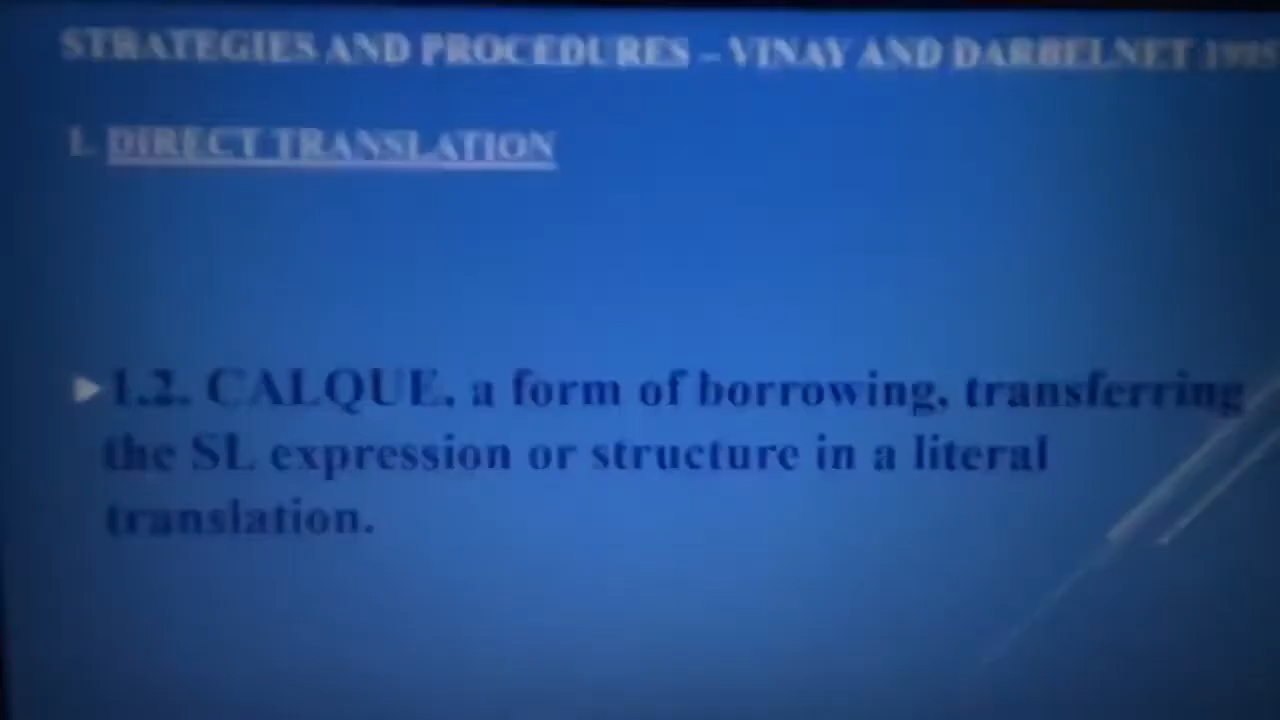 STRATEGIES AND PROCEDURES – VINAY AND DARBELNET 1995
1. DIRECT TRANSLATION
1.2. CALQUE, a form of borrowing, transferring
the SL expression or structure in a literal
translation.